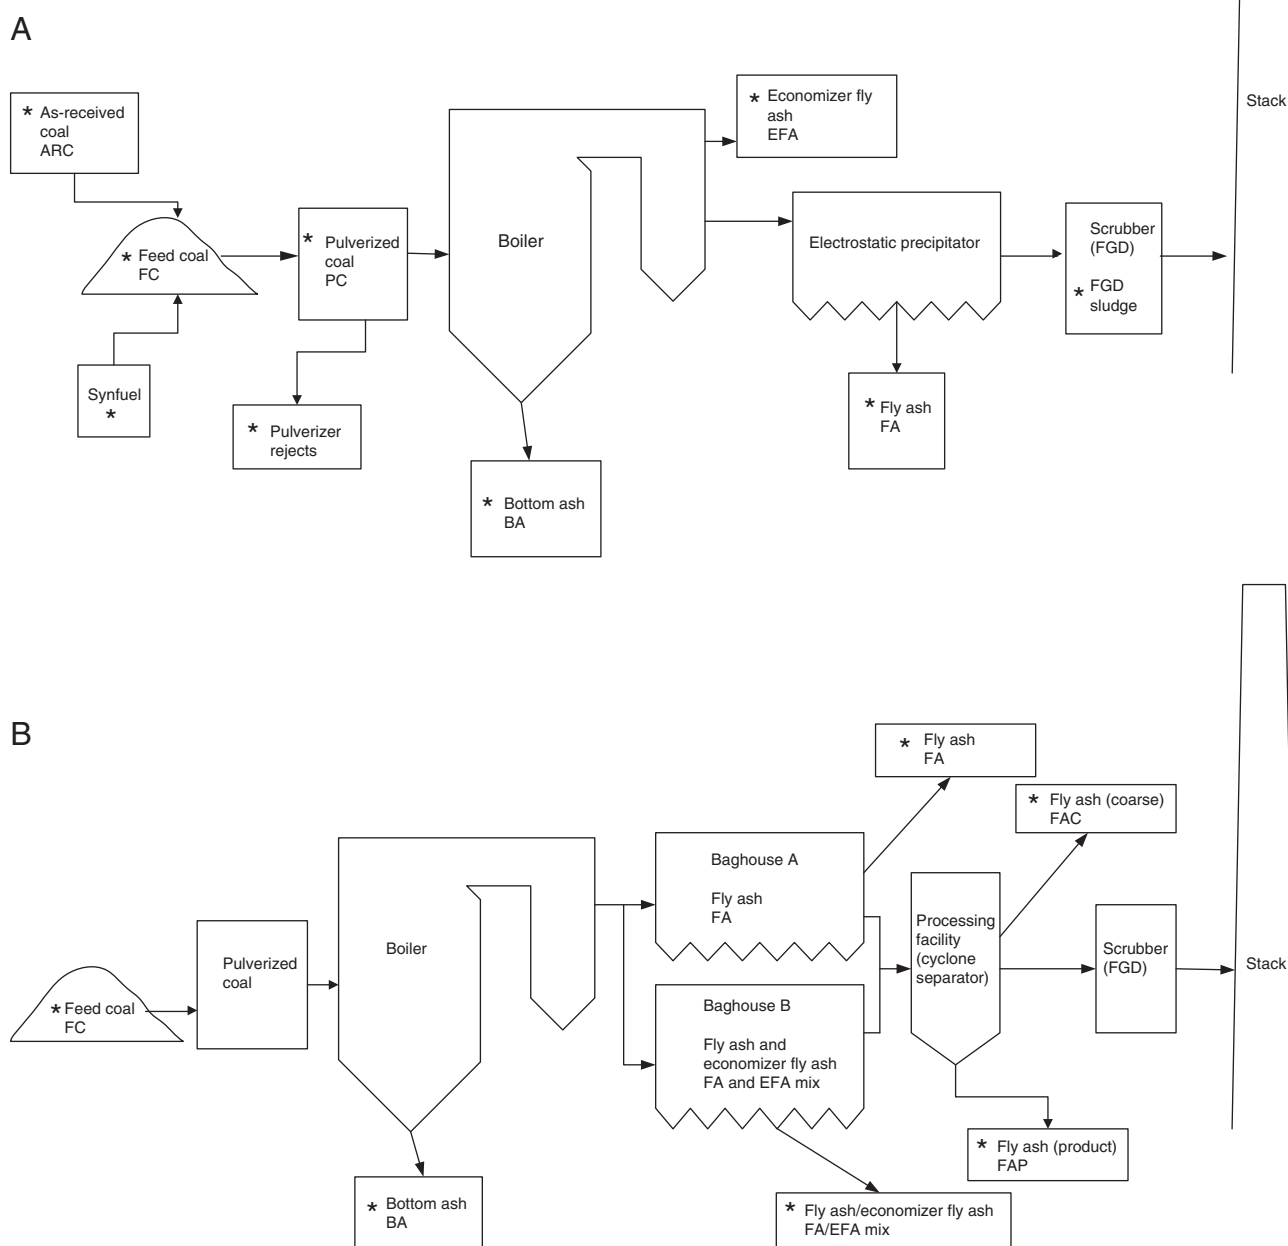 A
* As-received
coal
ARC
* Feed coal
FC
Synfuel
*
* Pulverized
coal
PC
* Pulverizer
rejects
Boiler
* Bottom ash
BA
* Economizer fly
ash
EFA
Electrostatic precipitator
* Fly ash
FA
Scrubber
(FGD)
* FGD
sludge
Stack
B
* Feed coal
FC
Pulverized
coal
Boiler
* Bottom ash
BA
Baghouse A
Fly ash
FA
* Fly ash
FA
Baghouse B
Fly ash and
economizer fly ash
FA and EFA mix
* Fly ash/economizer fly ash
FA/EFA mix
Processing
facility
(cyclone
separator)
* Fly ash (coarse)
FAC
* Fly ash (product)
FAP
Scrubber
(FGD)
Stack